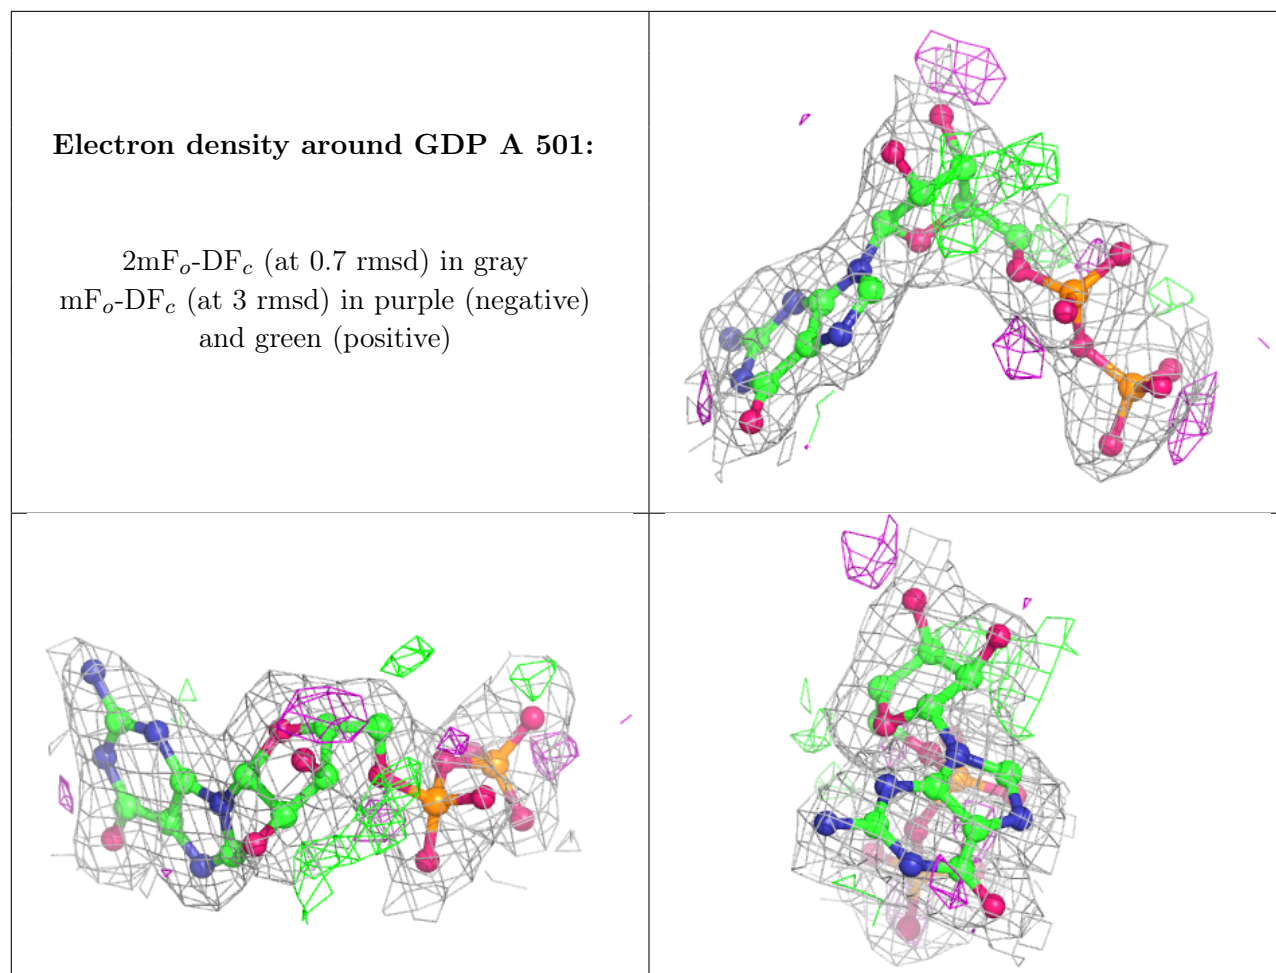 Electron density around GDP A 501:
2mFo-DFc (at 0.7 rmsd) in gray
mFo-DFc (at 3 rmsd) in purple (negative)
and green (positive)